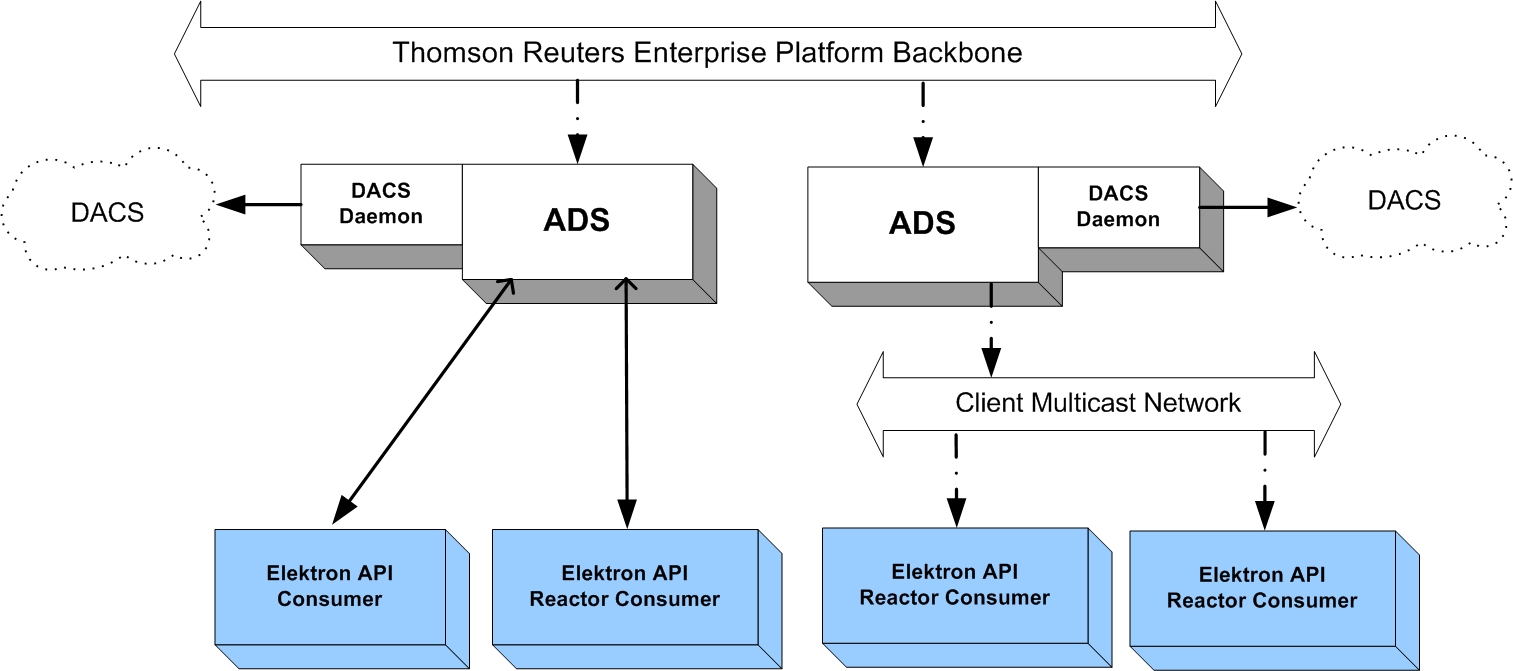 Thomson Reuters Enterprise Platform Backbone
DACS
DACS
Daemon
ADS
ADS
DACS
Daemon
DACS
Client Multicast Network
Elektron API
Consumer
Elektron API
Reactor Consumer
Elektron API
Reactor Consumer
Elektron API
Reactor Consumer